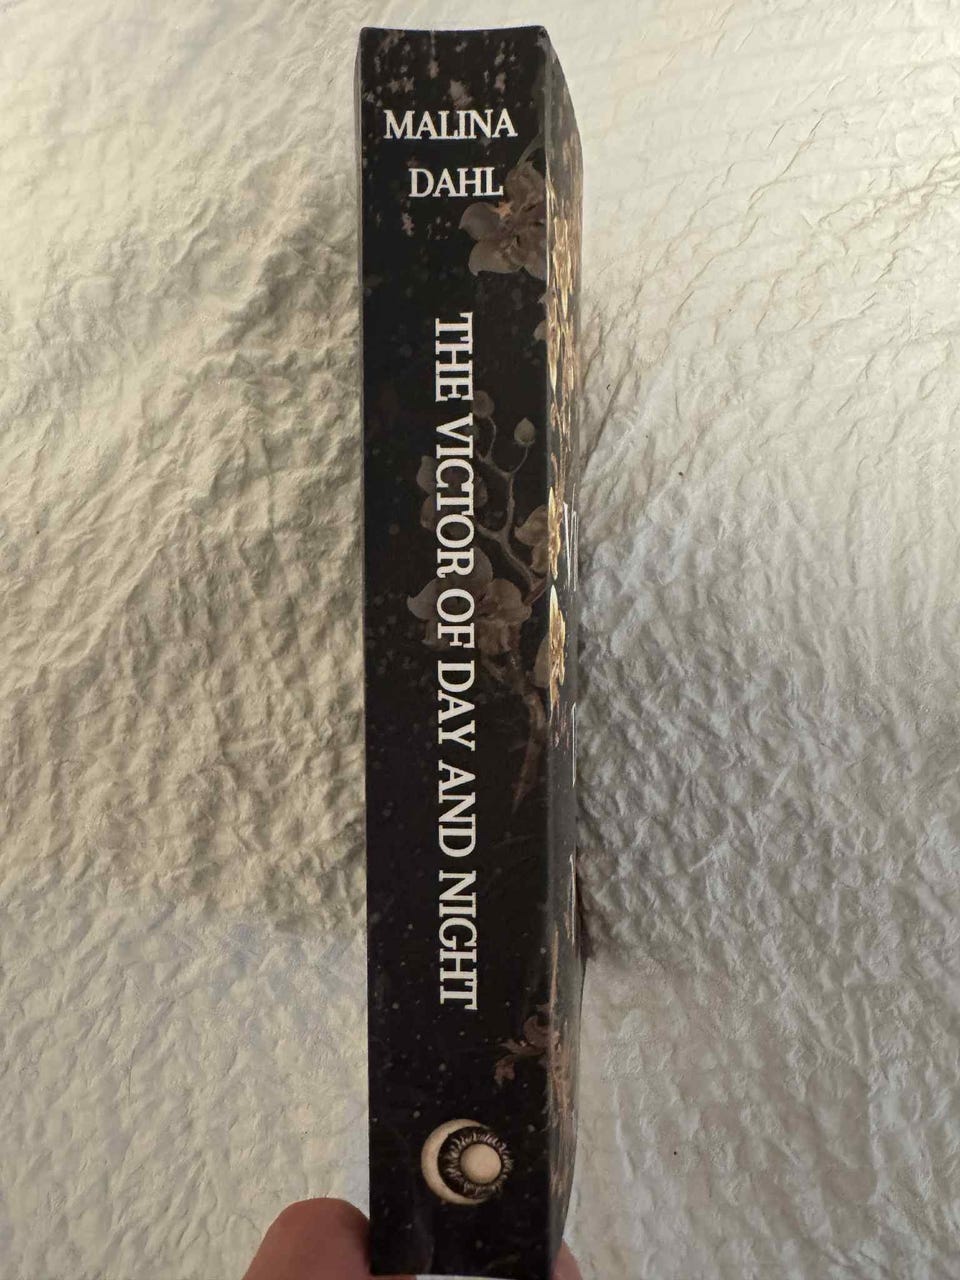 MALINA
DAHL
THE VICTOR OF DAY AND NIGHT